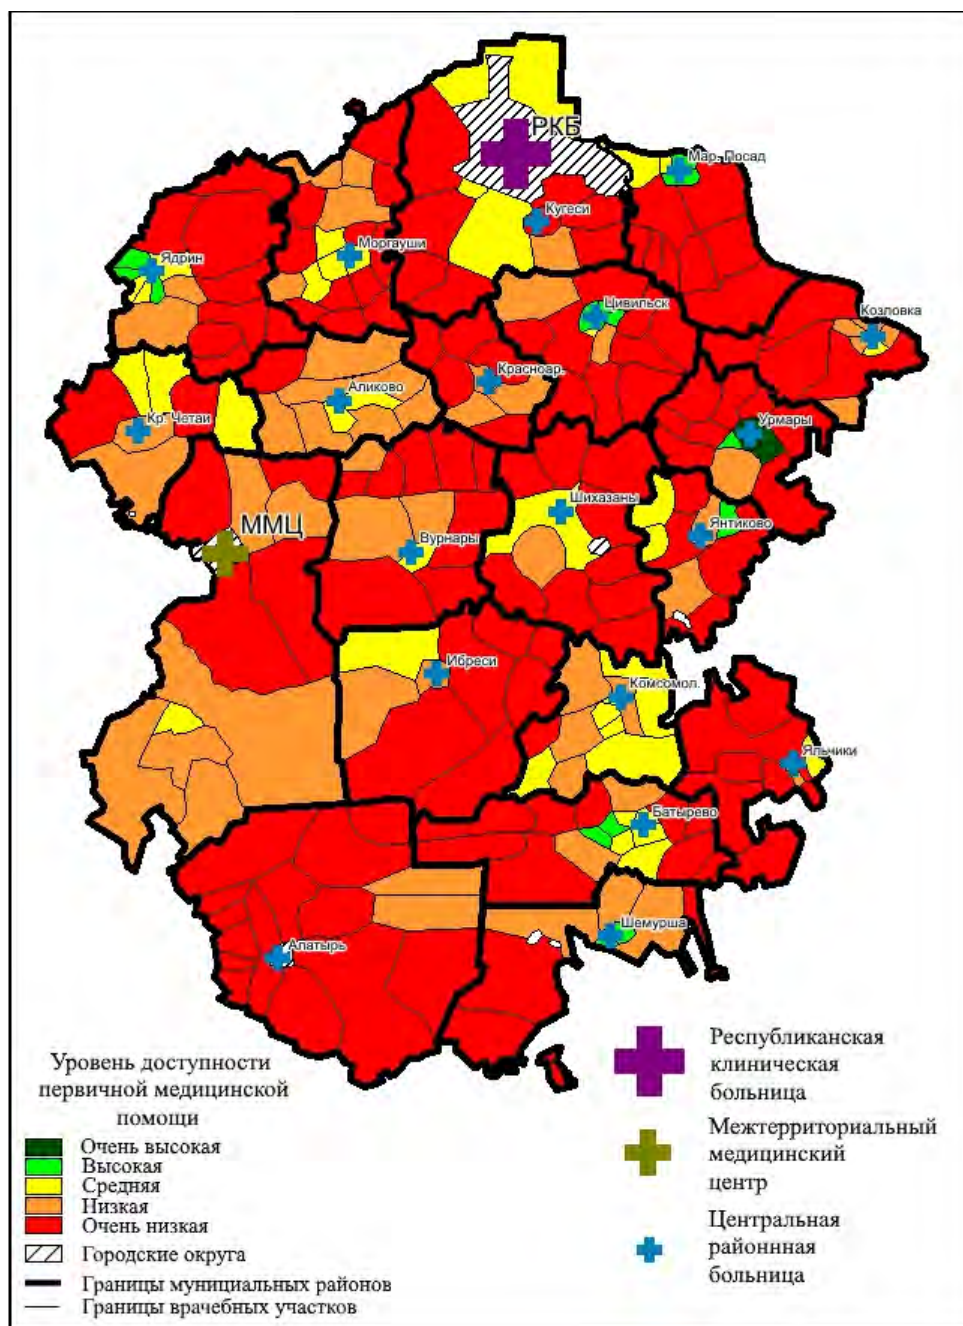 РКБ
Мар. Посад
Кугеси
Моргауши
Ядрин
Цивильск
Козловка
Красноар.
Аликово
Кр. Четаи
Урмары
Шихазаны
ММЦ
Янтиково
Вурнары
Ибреси
Комсомол.
Яльчики
Батырево
Шемурша
Алатырь
Уровень доступности
первичной медицинской
помощи
Очень высокая
Высокая
Средняя
Низкая
Очень низкая
Городские округа
Границы муниципальных районов
Границы врачебных участков
Республиканская
клиническая
больница
Межтерриториальный
медицинский
центр
Центральная
районнная
больница